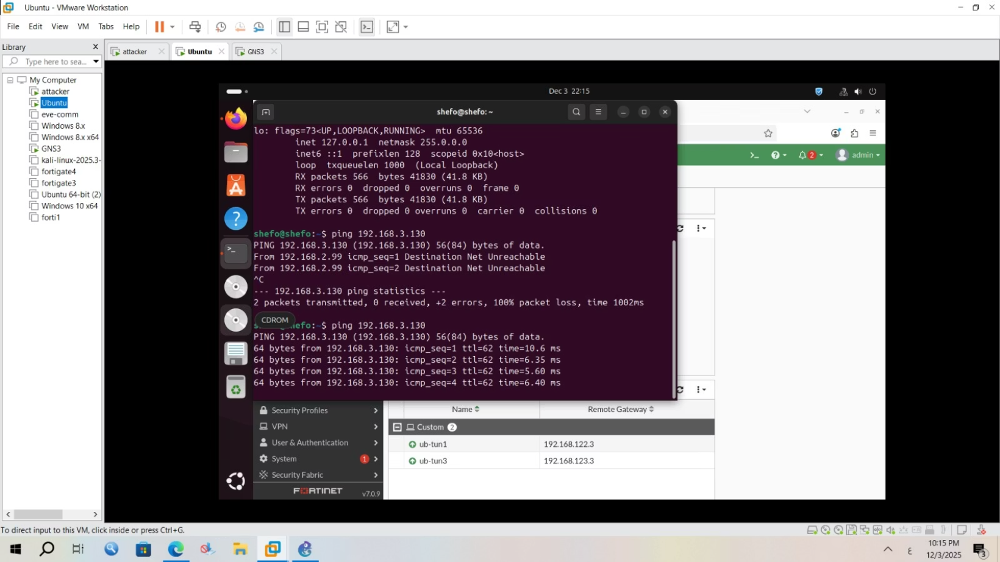 Ubuntu - VMware Workstation
File Edit View VM Tabs Help
Library
Type here to sea...
My Computer
attacker
Ubuntu
eve-comm
Windows 8.x
Windows 8.x x64
GNS3
kali-linux-2025.3-
fortigate4
fortigate3
Ubuntu 64-bit (2)
Windows 10 x64
forti1
attacker
Ubuntu
GNS3
Dec 3 22:15
shefo@shefo: ~
lo: flags=73<UP,LOOPBACK,RUNNING> mtu 65536
inet 127.0.0.1 netmask 255.0.0.0
inet6 ::1 prefixlen 128 scopeid 0x10<host>
loop txqueuelen 1000 (Local Loopback)
RX packets 566 bytes 41830 (41.8 KB)
RX errors 0 dropped 0 overruns 0 frame 0
TX packets 566 bytes 41830 (41.8 KB)
TX errors 0 dropped 0 overruns 0 carrier 0 collisions 0
shefo@shefo:~$ ping 192.168.3.130
PING 192.168.3.130 (192.168.3.130) 56(84) bytes of data.
From 192.168.2.99 icmp_seq=1 Destination Net Unreachable
From 192.168.2.99 icmp_seq=2 Destination Net Unreachable
^C
--- 192.168.3.130 ping statistics ---
2 packets transmitted, 0 received, +2 errors, 100% packet loss, time 1002ms
CDROM
efo:~$ ping 192.168.3.130
PING 192.168.3.130 (192.168.3.130) 56(84) bytes of data.
64 bytes from 192.168.3.130: icmp_seq=1 ttl=62 time=10.6 ms
64 bytes from 192.168.3.130: icmp_seq=2 ttl=62 time=6.35 ms
64 bytes from 192.168.3.130: icmp_seq=3 ttl=62 time=5.60 ms
64 bytes from 192.168.3.130: icmp_seq=4 ttl=62 time=6.40 ms
>_ 2 admin
Security Profiles
VPN
User & Authentication
System 1
Security Fabric
FORTINET v7.0.9
Name Remote Gateway
Custom 2
ub-tun1 192.168.122.3
ub-tun3 192.168.123.3
To direct input to this VM, click inside or press Ctrl+G.
ع
10:15 PM
12/3/2025
3